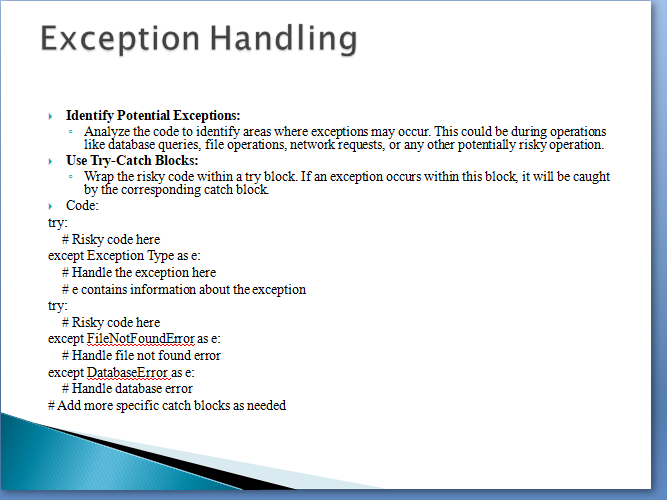 Exception Handling
Identify Potential Exceptions:
Analyze the code to identify areas where exceptions may occur. This could be during operations
like database queries, file operations, network requests, or any other potentially risky operation.
Use Try-Catch Blocks:
Wrap the risky code within a try block. If an exception occurs within this block, it will be caught
by the corresponding catch block.
Code:
try:
# Risky code here
except Exception Type as e:
# Handle the exception here
# e contains information about the exception
try:
# Risky code here
except FileNotFoundError as e:
# Handle file not found error
except DatabaseError as e:
# Handle database error
# Add more specific catch blocks as needed